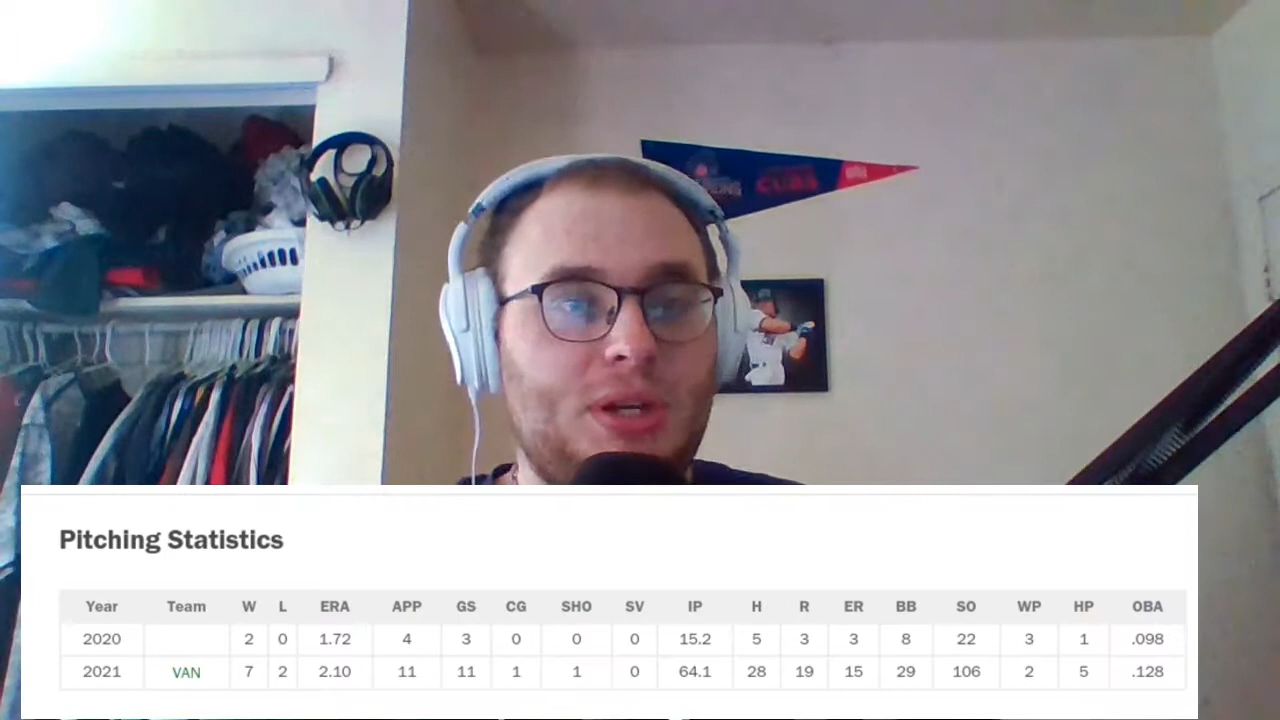 CUBS
Pitching Statistics
Year Team W L ERA APP GS CG SHO SV IP H R ER BB SO WP HP OBA
2020 2 0 1.72 4 3 0 0 0 15.2 5 3 3 8 22 3 1 .098
2021 VAN 7 2 2.10 11 11 1 1 0 64.1 28 19 15 29 106 2 5 .128